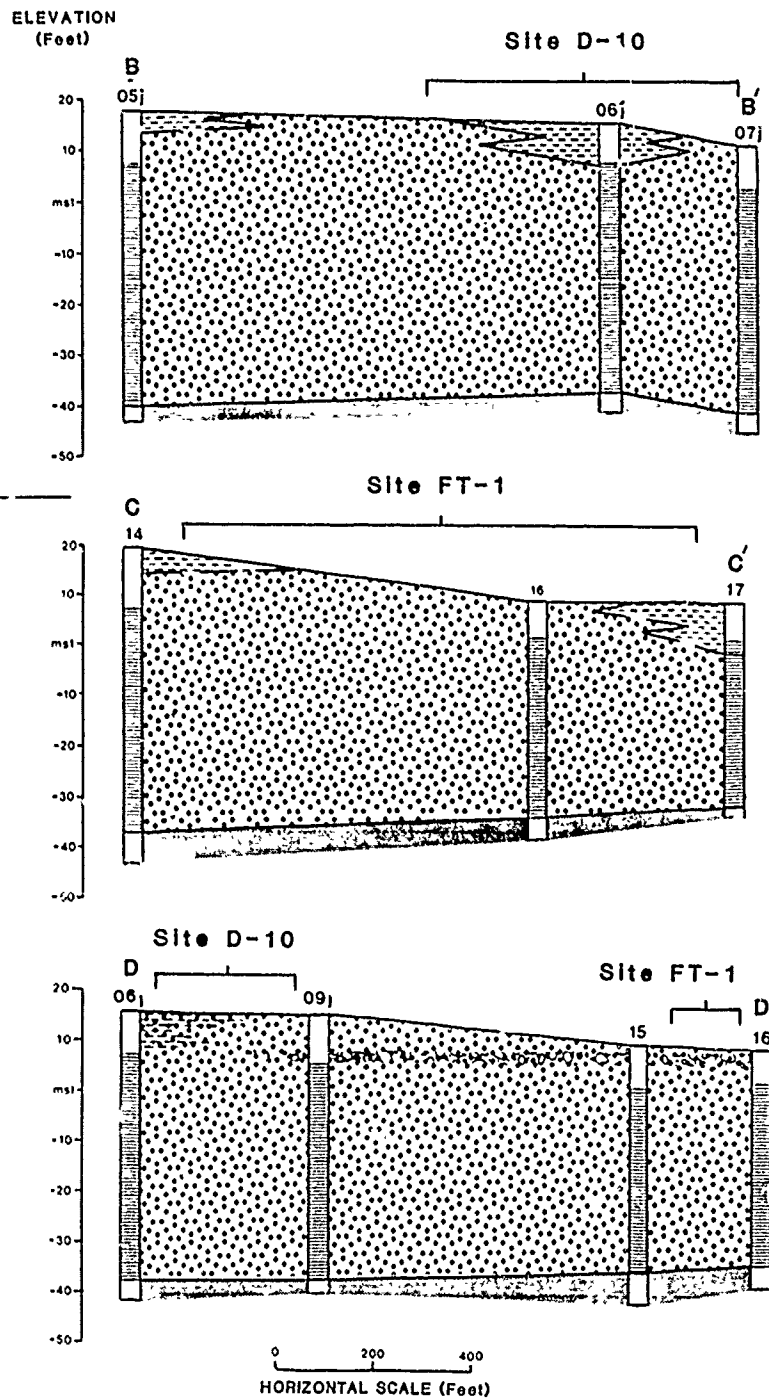 ELEVATION
(Feet)
Site D-10
B
B'
05j
06j
07j
20
10
msl
-10
-20
-30
-40
-50
Site FT-1
C
C'
14
16
17
20
10
msl
-10
-20
-30
-40
-50
Site D-10
Site FT-1
D
D
06j
09j
15
16
20
10
msl
-10
-20
-30
-40
-50
0
200
400
HORIZONTAL SCALE (Feet)